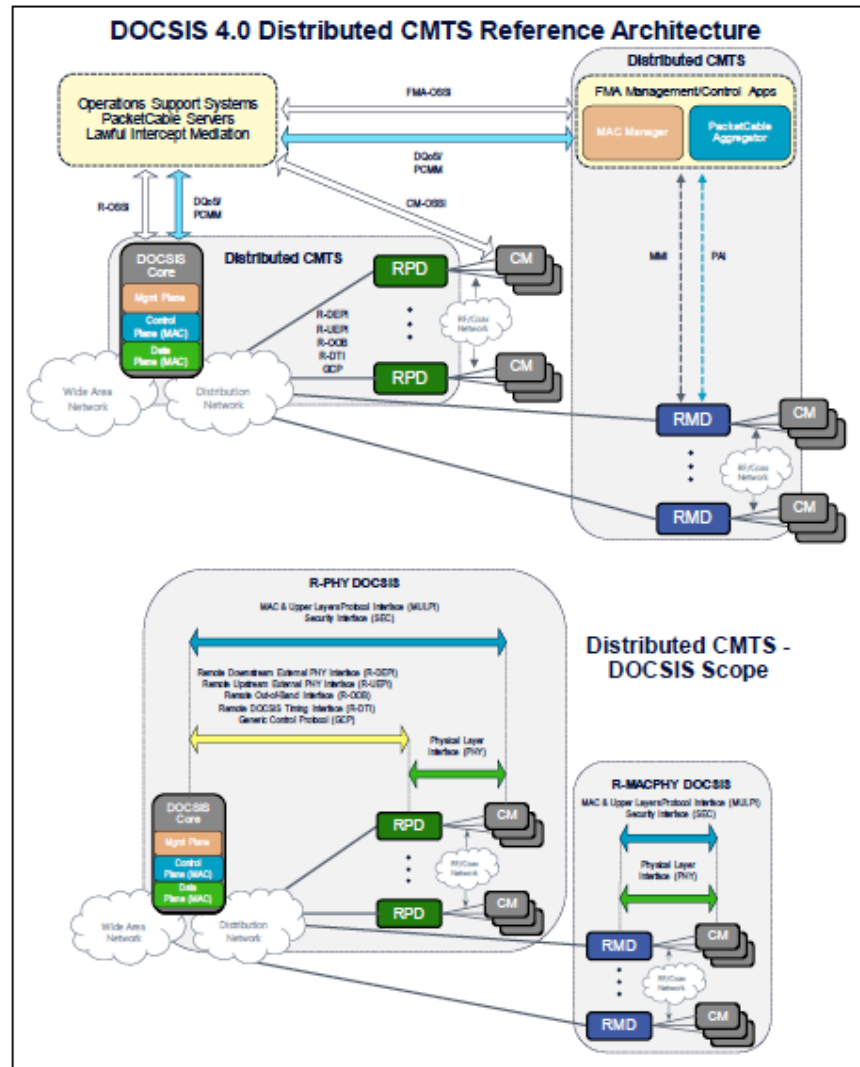 DOCSIS 4.0 Distributed CMTS Reference Architecture
Distributed CMTS
Operations Support Systems
PacketCable Servers
Lawful Intercept Mediation
FMA-OSSI
FMA Management/Control Apps
MAC Manager
PacketCable
Aggregator
DQoS/
PCMM
R-OSSI
DQoS/
PCMM
CM-OSSI
MMI
PAI
DOCSIS
Core
Mgmt Plane
Control
Plane (MAC)
Data
Plane (MAC)
Distributed CMTS
RPD
CM
R-DEPI
R-UEPI
R-OOB
R-DTI
GCP
RF/Coax
Network
RPD
CM
Wide Area
Network
Distribution
Network
RMD
CM
RF/Coax
Network
RMD
CM
R-PHY DOCSIS
MAC & Upper Layers Protocol Interface (MULPI)
Security Interface (SEC)
Distributed CMTS -
DOCSIS Scope
Remote Downstream External PHY Interface (R-DEPI)
Remote Upstream External PHY Interface (R-UEPI)
Remote Out-of-Band Interface (R-OOB)
Remote DOCSIS Timing Interface (R-DTI)
Generic Control Protocol (GCP)
Physical Layer
Interface (PHY)
DOCSIS
Core
Mgmt Plane
Control
Plane (MAC)
Data
Plane (MAC)
RPD
CM
RF/Coax
Network
RPD
CM
Wide Area
Network
Distribution
Network
R-MACPHY DOCSIS
MAC & Upper Layers Protocol Interface (MULPI)
Security Interface (SEC)
Physical Layer
Interface (PHY)
RMD
CM
RF/Coax
Network
RMD
CM